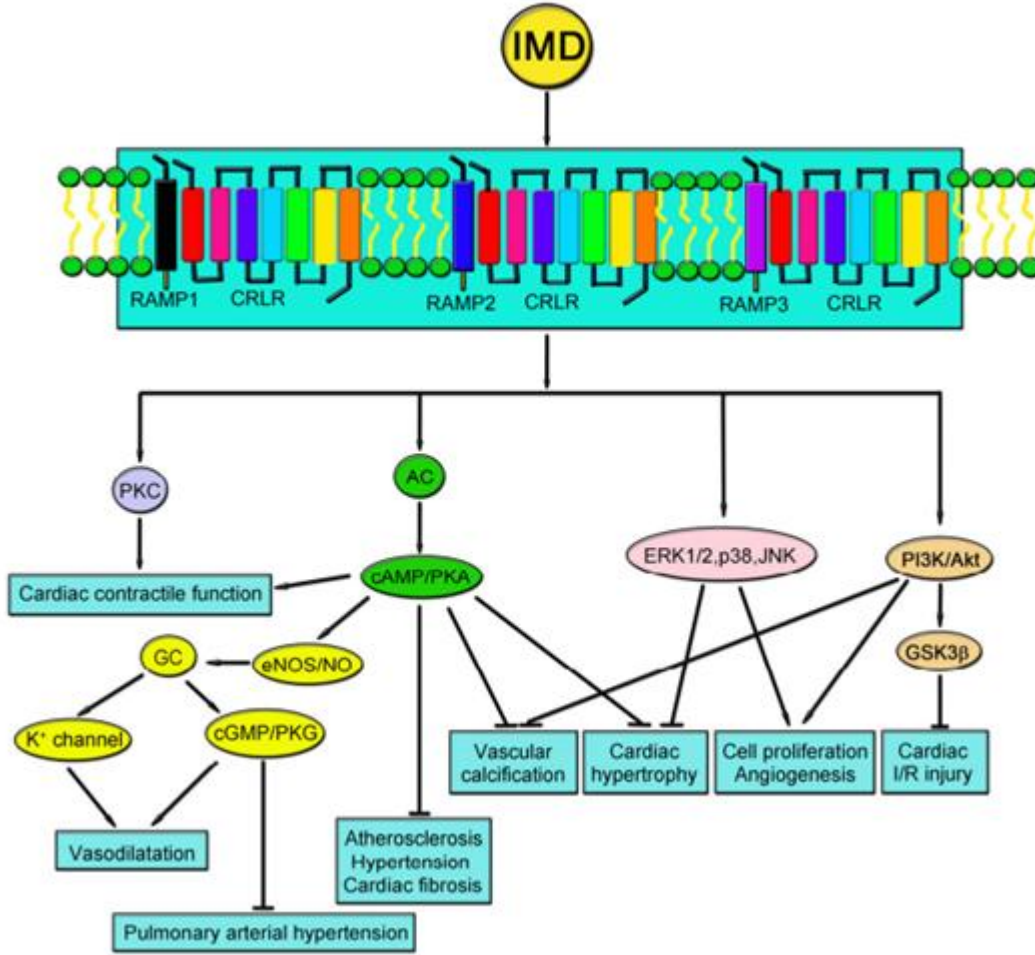 IMD
RAMP1
CRLR
RAMP2
CRLR
RAMP3
CRLR
PKC
AC
cAMP/PKA
ERK1/2,p38,JNK
PI3K/Akt
Cardiac contractile function
GC
eNOS/NO
GSK3β
K⁺ channel
cGMP/PKG
Vascular
calcification
Cardiac
hypertrophy
Cell proliferation
Angiogenesis
Cardiac
I/R injury
Vasodilatation
Atherosclerosis
Hypertension
Cardiac fibrosis
Pulmonary arterial hypertension